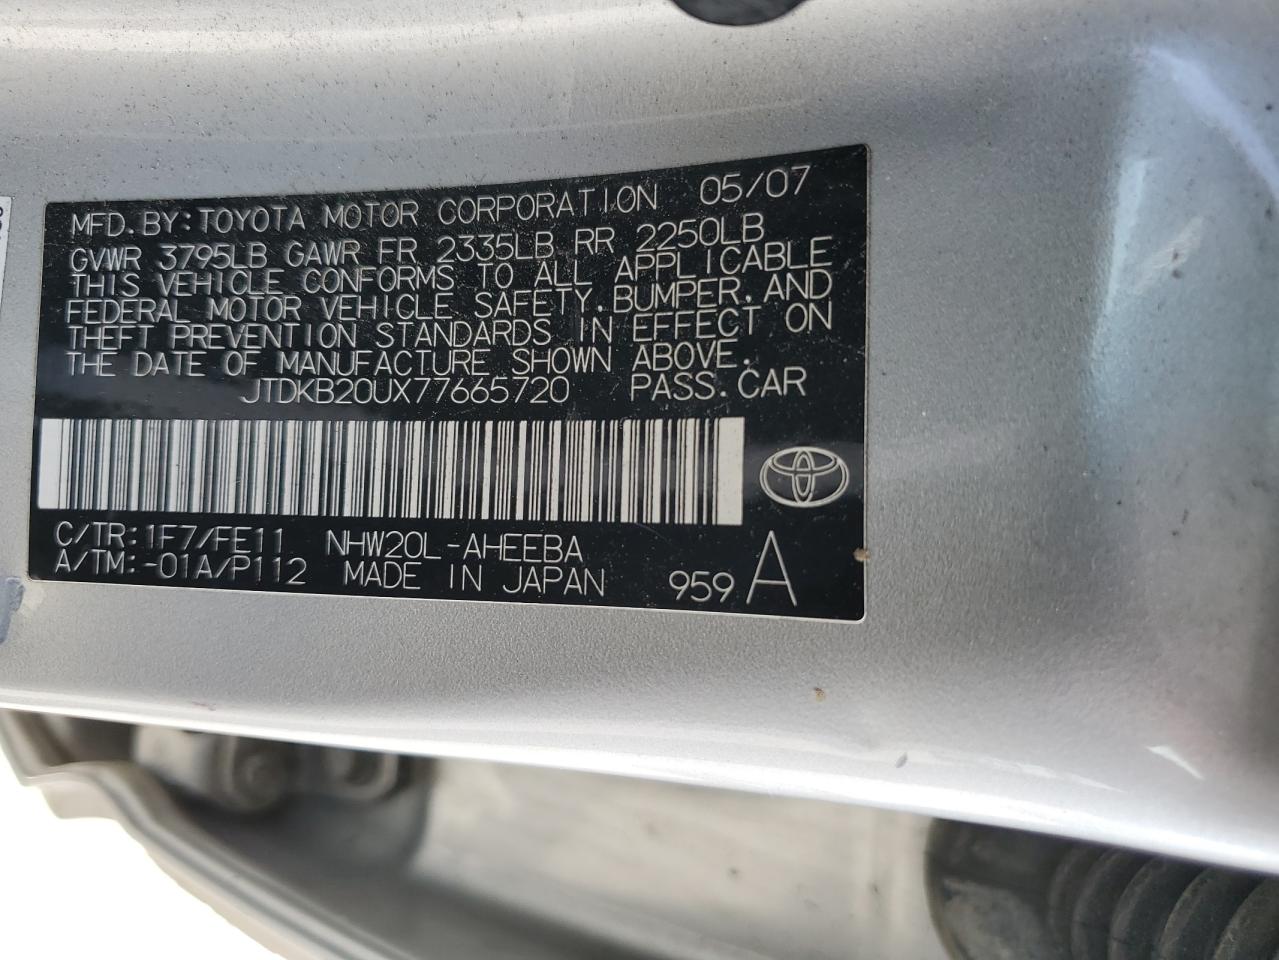 MFD.BY:TOYOTA MOTOR CORPORATION 05/07
GVWR 3795LB GAWR FR 2335LB RR 2250LB
THIS VEHICLE CONFORMS TO ALL APPLICABLE
FEDERAL MOTOR VEHICLE SAFETY,BUMPER,AND
THEFT PREVENTION STANDARDS IN EFFECT ON
THE DATE OF MANUFACTURE SHOWN ABOVE.
JTDKB20UX77665720 PASS.CAR
C/TR:1F7/FE11 NHW20L-AHEEBA
A/TM:-01A/P112 MADE IN JAPAN 959 A